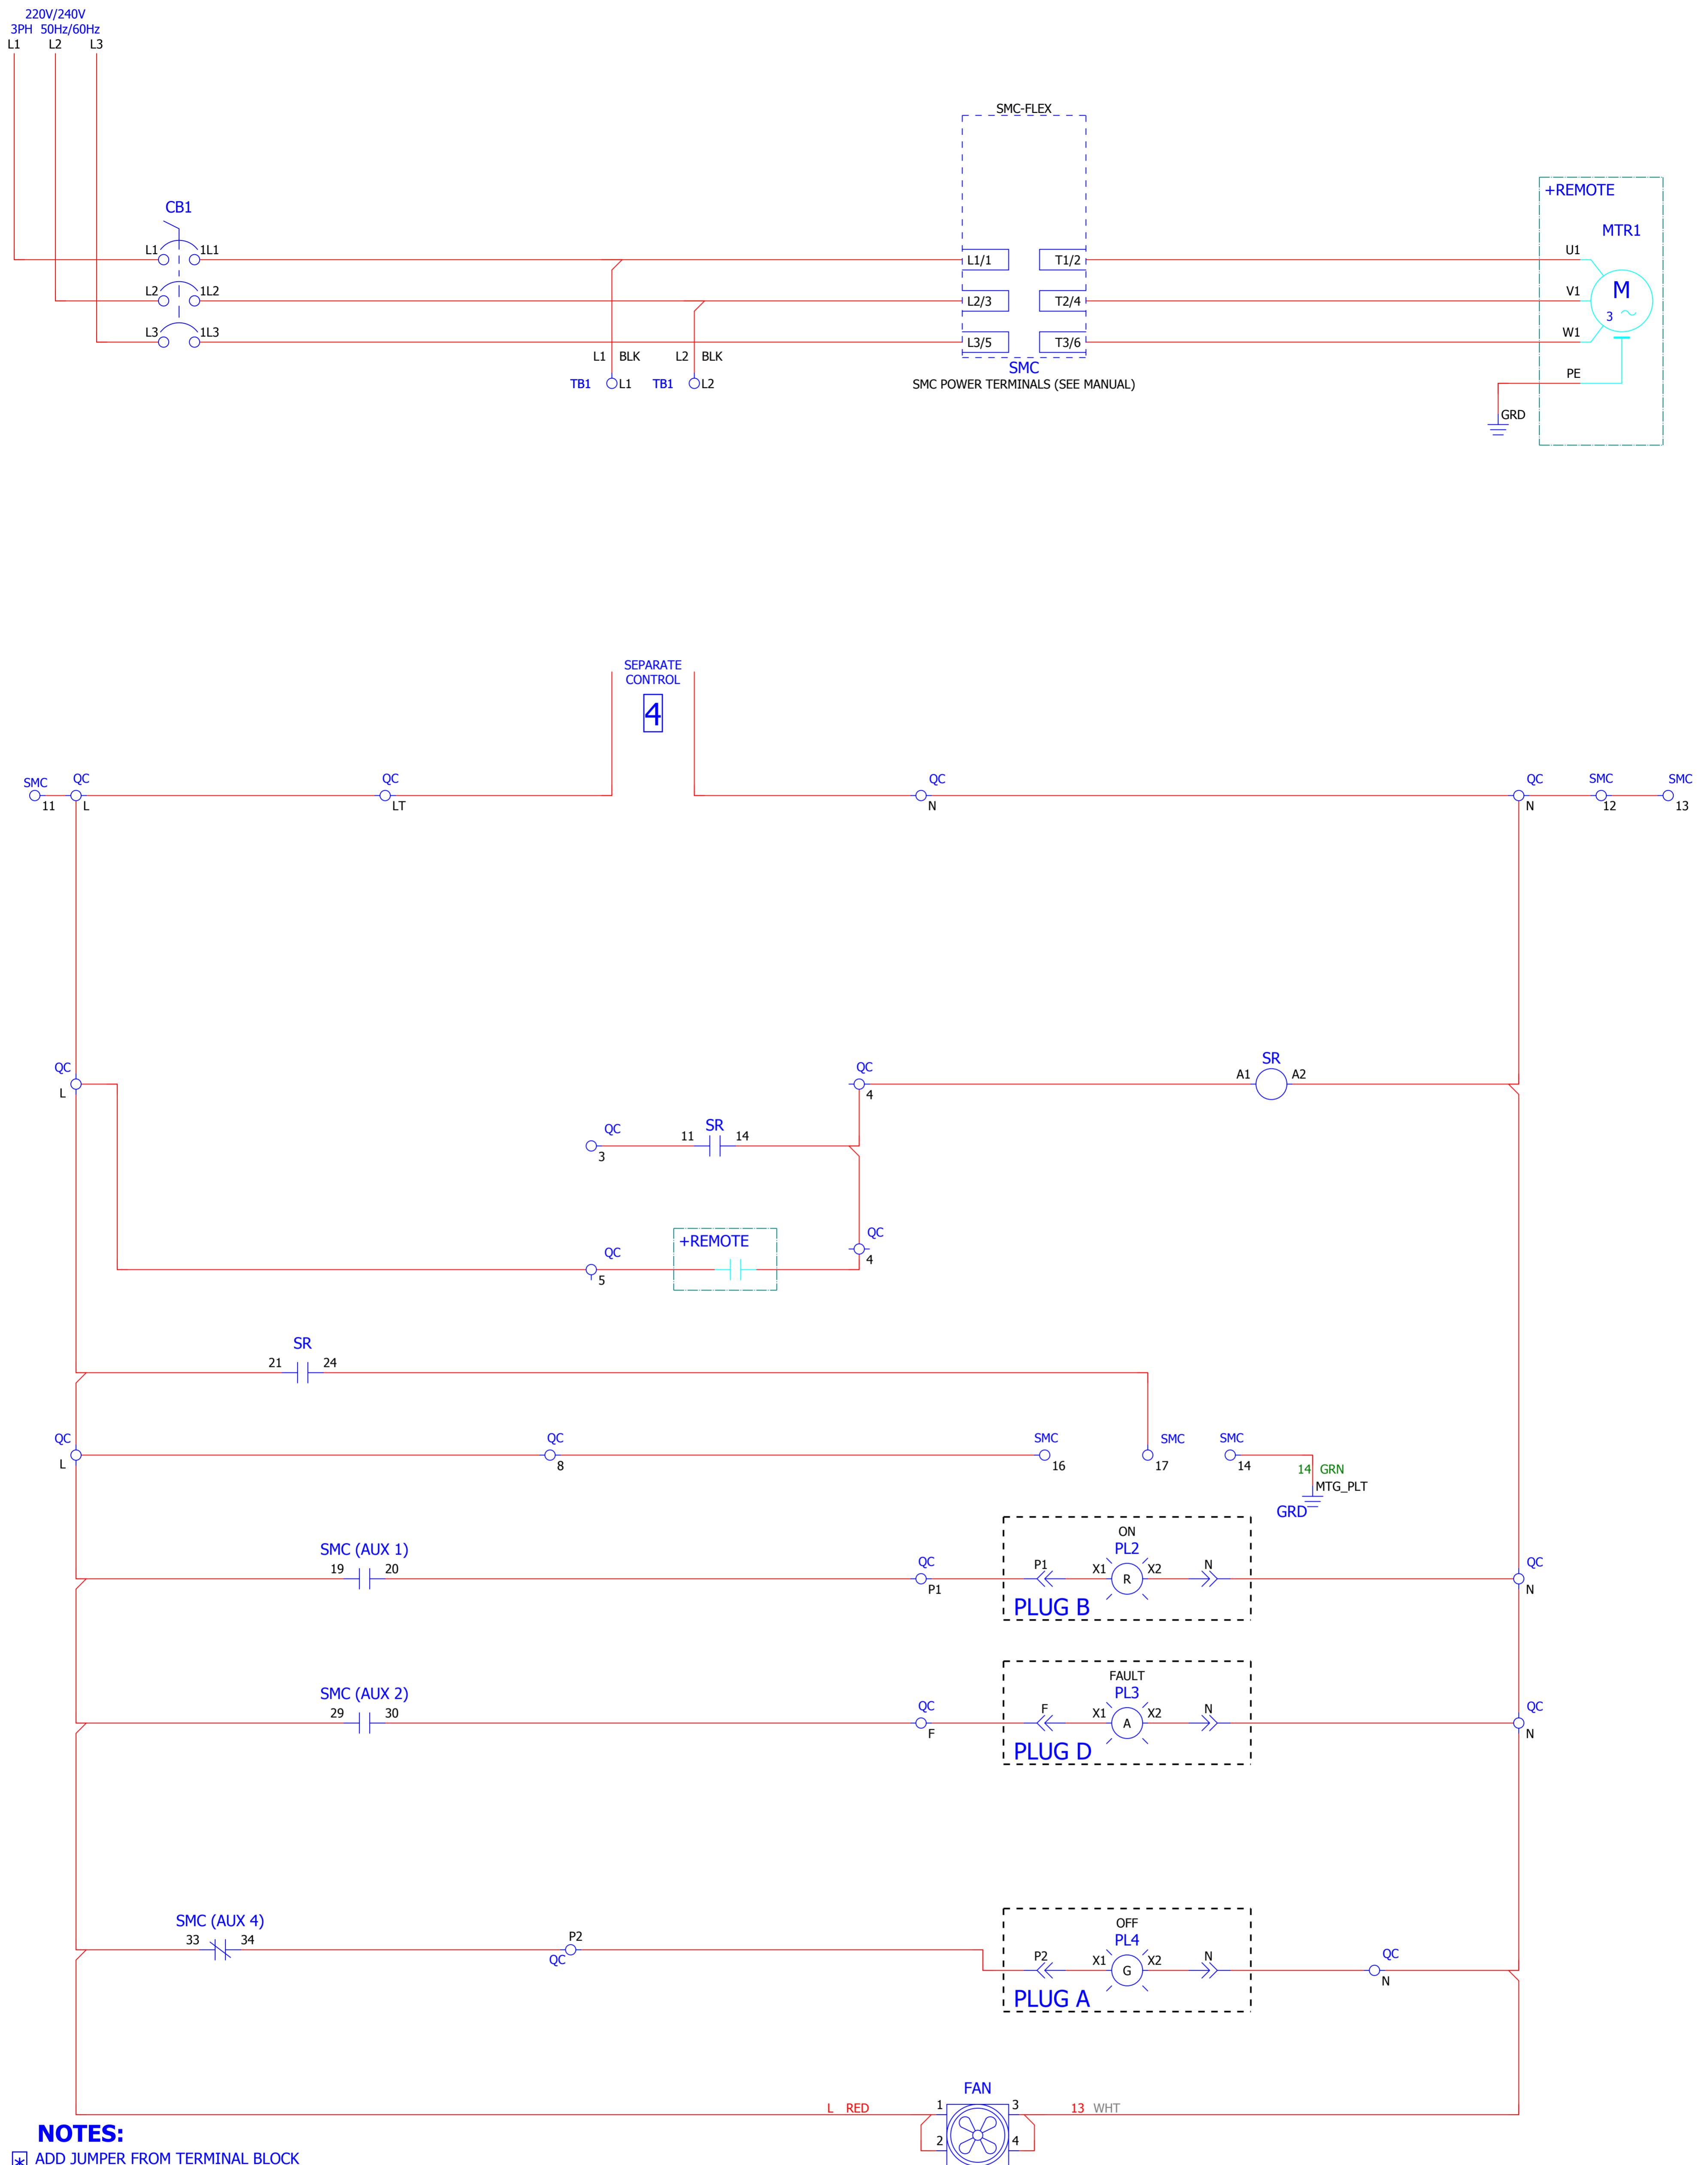 220V/240V
3PH 50Hz/60Hz
L1 L2 L3
SMC-FLEX
+REMOTE
CB1
MTR1
L1 1L1 L1/1 T1/2 U1
L2 1L2 L2/3 T2/4 V1 M
3
L3 1L3 L3/5 T3/6 W1
L1 BLK L2 BLK
SMC
PE
TB1 L1 TB1 L2
SMC POWER TERMINALS (SEE MANUAL)
GRD
SEPARATE
CONTROL
4
SMC QC QC QC QC SMC SMC
11 L LT N N 12 13
QC QC SR
A1 A2
L 4
QC SR
11 14
3
QC
+REMOTE
4
QC
5
SR
21 24
QC QC SMC SMC SMC
L 8 16 17 14
14 GRN
MTG_PLT
GRD
ON
SMC (AUX 1) PL2
19 20 QC P1 X1 X2 N QC
R
P1 N
PLUG B
FAULT
SMC (AUX 2) PL3
29 30 QC F X1 X2 N QC
A
F N
PLUG D
SMC (AUX 4) OFF
33 34 P2 PL4
QC P2 X1 X2 N QC
G
N
PLUG A
FAN
L RED 1 3 13 WHT
2 4
NOTES:
* ADD JUMPER FROM TERMINAL BLOCK